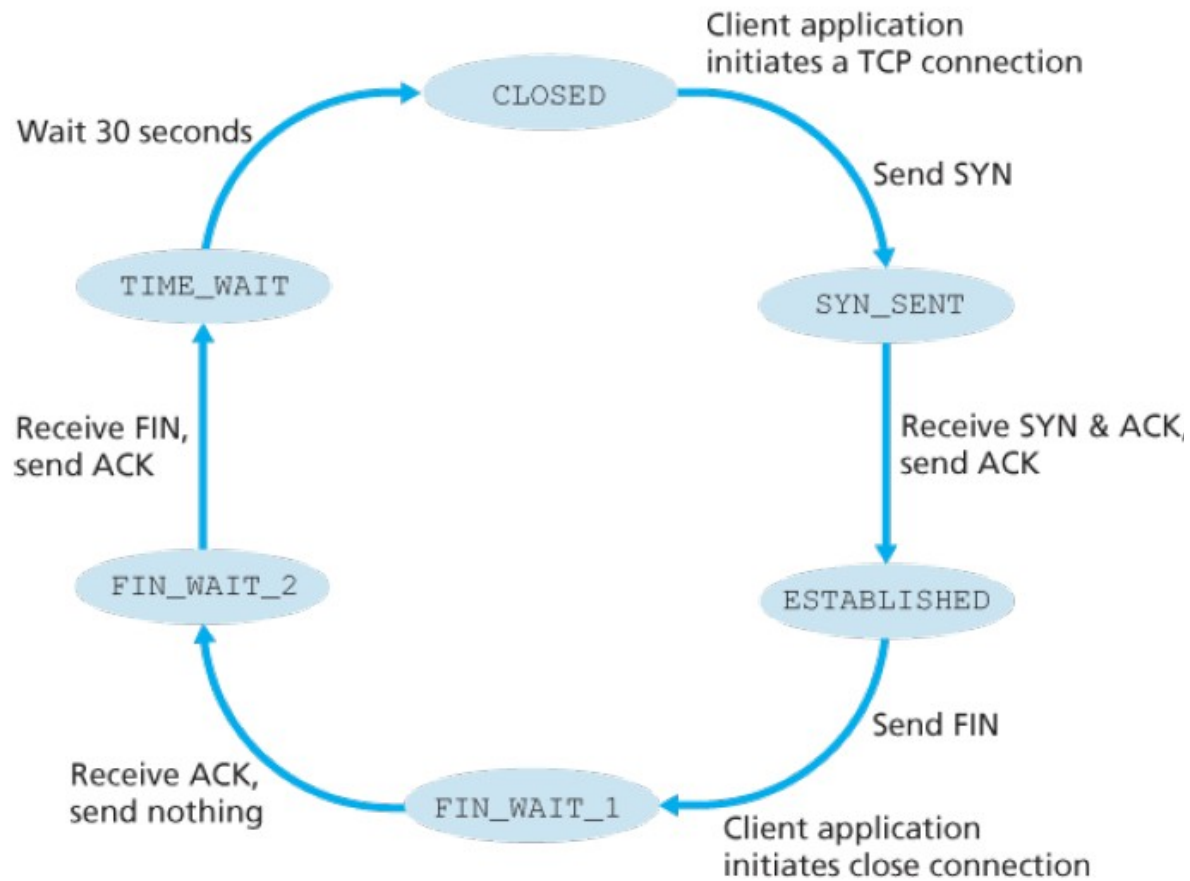 Client application
initiates a TCP connection
CLOSED
Wait 30 seconds
Send SYN
TIME_WAIT
SYN_SENT
Receive FIN,
send ACK
Receive SYN & ACK,
send ACK
FIN_WAIT_2
ESTABLISHED
Send FIN
Receive ACK,
send nothing
FIN_WAIT_1
Client application
initiates close connection